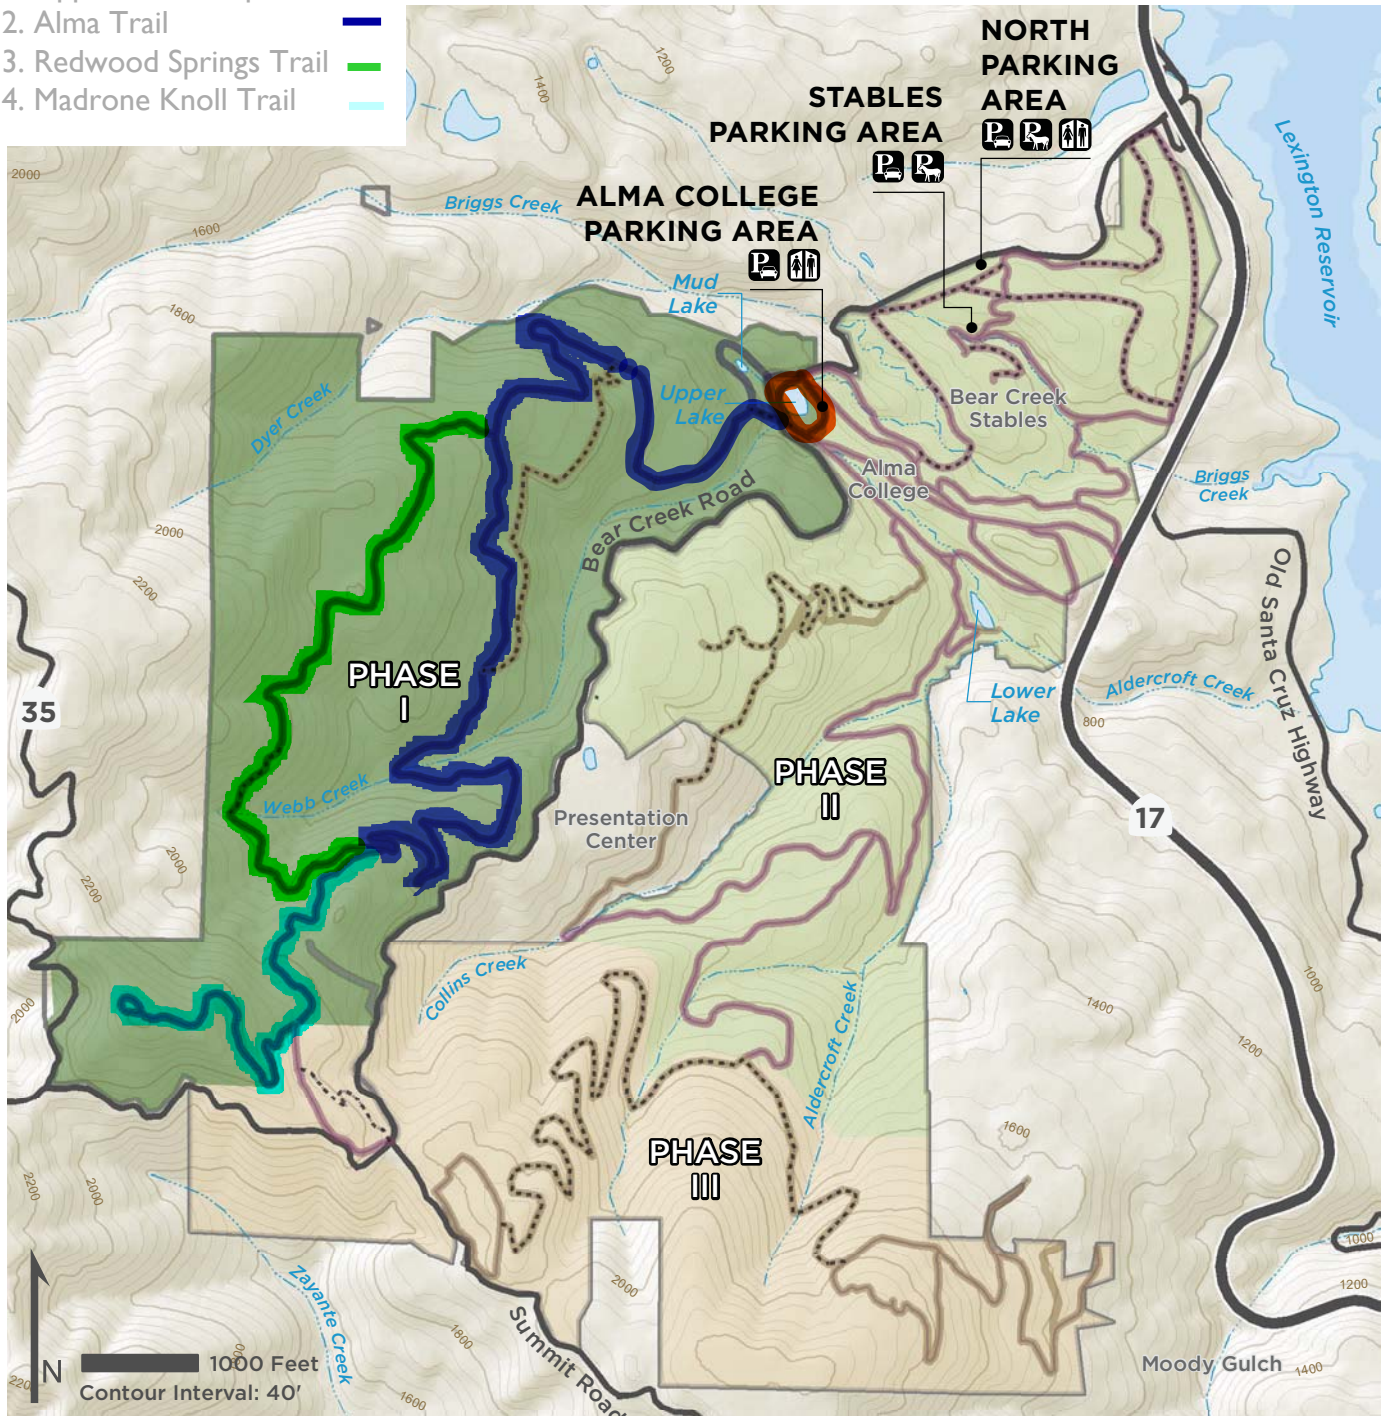 2. Alma Trail
3. Redwood Springs Trail
4. Madrone Knoll Trail
NORTH
PARKING
AREA
P P
STABLES
PARKING AREA
P P
ALMA COLLEGE
PARKING AREA
P
1200
1400
2000
1600
1800
Briggs Creek
Lexington Reservoir
Mud
Lake
Upper
Lake
Dyer Creek
Bear Creek
Stables
Alma
College
Briggs
Creek
Bear Creek Road
2000
2200
Old Santa Cruz Highway
PHASE
I
35
Lower
Lake
Aldercroft Creek
800
Webb Creek
PHASE
II
Presentation
Center
17
2000
2200
Collins Creek
2000
1000
1400
1200
Aldercroft Creek
1600
PHASE
III
2200
2000
Zayante Creek
2000
1000
1200
Summit Road
1800
1600
N
1000 Feet
Contour Interval: 40'
Moody Gulch
1400